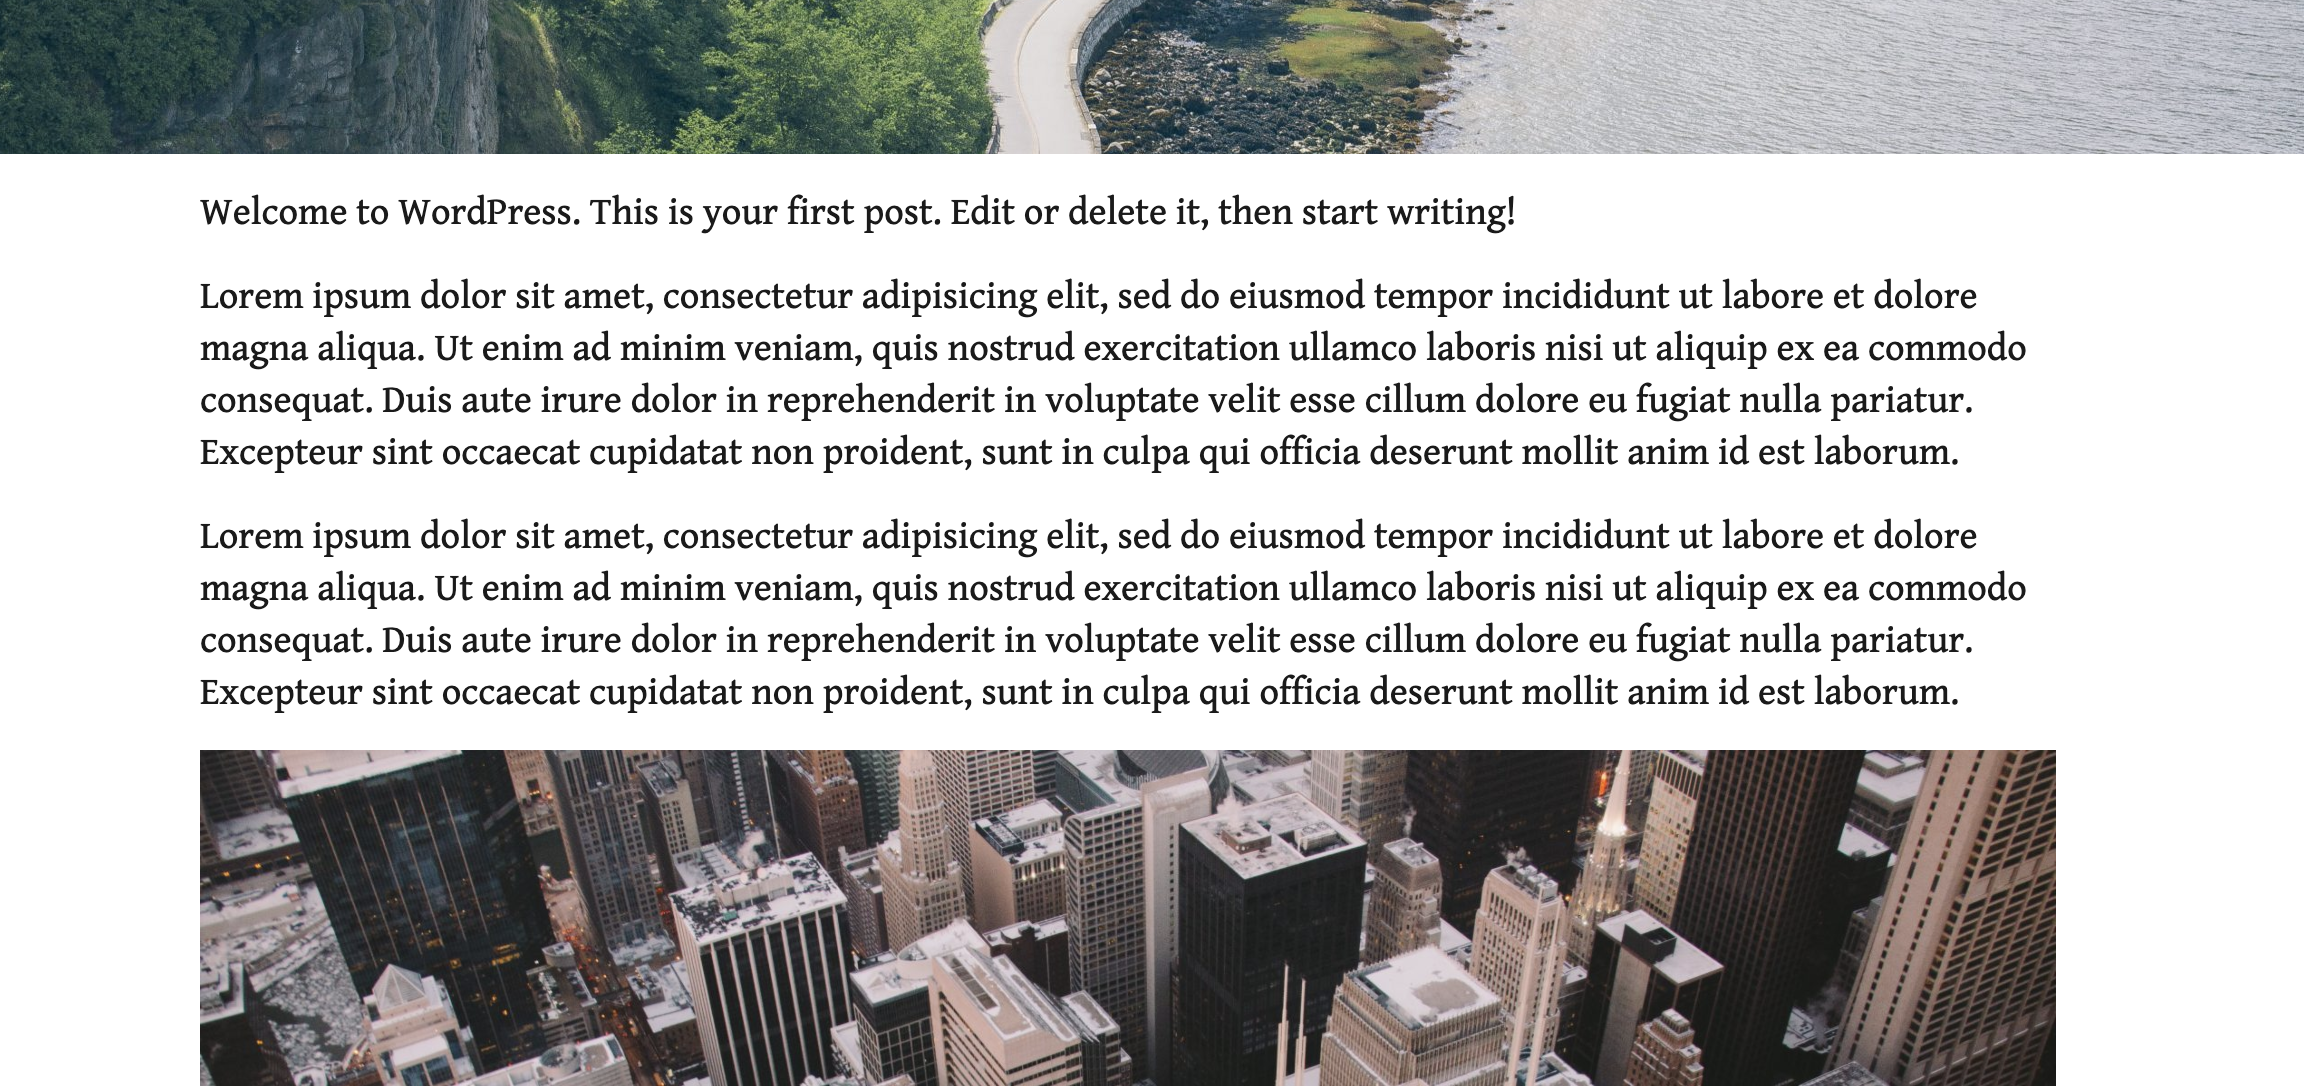 Welcome to WordPress. This is your first post. Edit or delete it, then start writing!
Lorem ipsum dolor sit amet, consectetur adipisicing elit, sed do eiusmod tempor incididunt ut labore et dolore
magna aliqua. Ut enim ad minim veniam, quis nostrud exercitation ullamco laboris nisi ut aliquip ex ea commodo
consequat. Duis aute irure dolor in reprehenderit in voluptate velit esse cillum dolore eu fugiat nulla pariatur.
Excepteur sint occaecat cupidatat non proident, sunt in culpa qui officia deserunt mollit anim id est laborum.
Lorem ipsum dolor sit amet, consectetur adipisicing elit, sed do eiusmod tempor incididunt ut labore et dolore
magna aliqua. Ut enim ad minim veniam, quis nostrud exercitation ullamco laboris nisi ut aliquip ex ea commodo
consequat. Duis aute irure dolor in reprehenderit in voluptate velit esse cillum dolore eu fugiat nulla pariatur.
Excepteur sint occaecat cupidatat non proident, sunt in culpa qui officia deserunt mollit anim id est laborum.